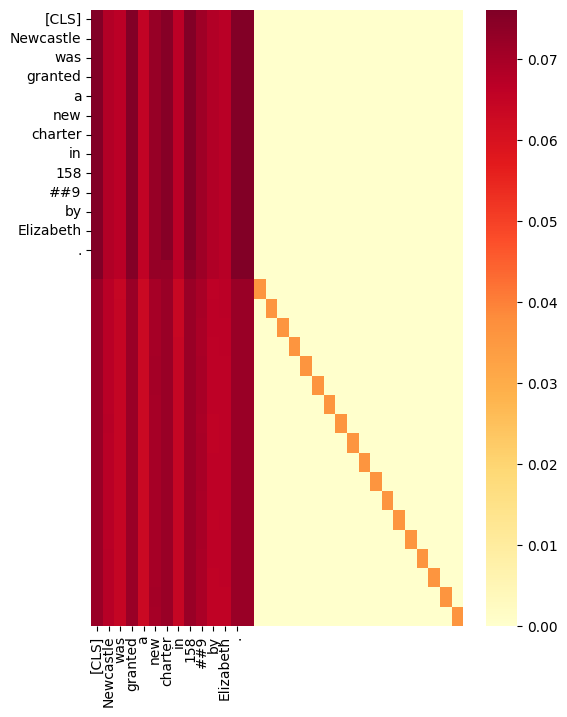 [CLS]
Newcastle
was
granted
a
new
charter
in
158
##9
by
Elizabeth
.
0.07
0.06
0.05
0.04
0.03
0.02
0.01
0.00
[CLS]
Newcastle
was
granted
a
new
charter
in
158
##9
by
Elizabeth
.